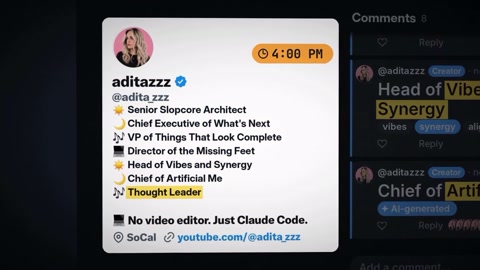 4:00 PM
aditazzz
@adita_zzz
Senior Slopcore Architect
Chief Executive of What's Next
VP of Things That Look Complete
Director of the Missing Feet
Head of Vibes and Synergy
Chief of Artificial Me
Thought Leader
No video editor. Just Claude Code.
SoCal
youtube.com/@adita_zzz
Comments 8
Reply
@aditazzz Creator
Head of Vibe
Synergy
vibes synergy
Reply
@aditazzz Creator
Chief of Arti
AI-generated
Reply
Add a comment